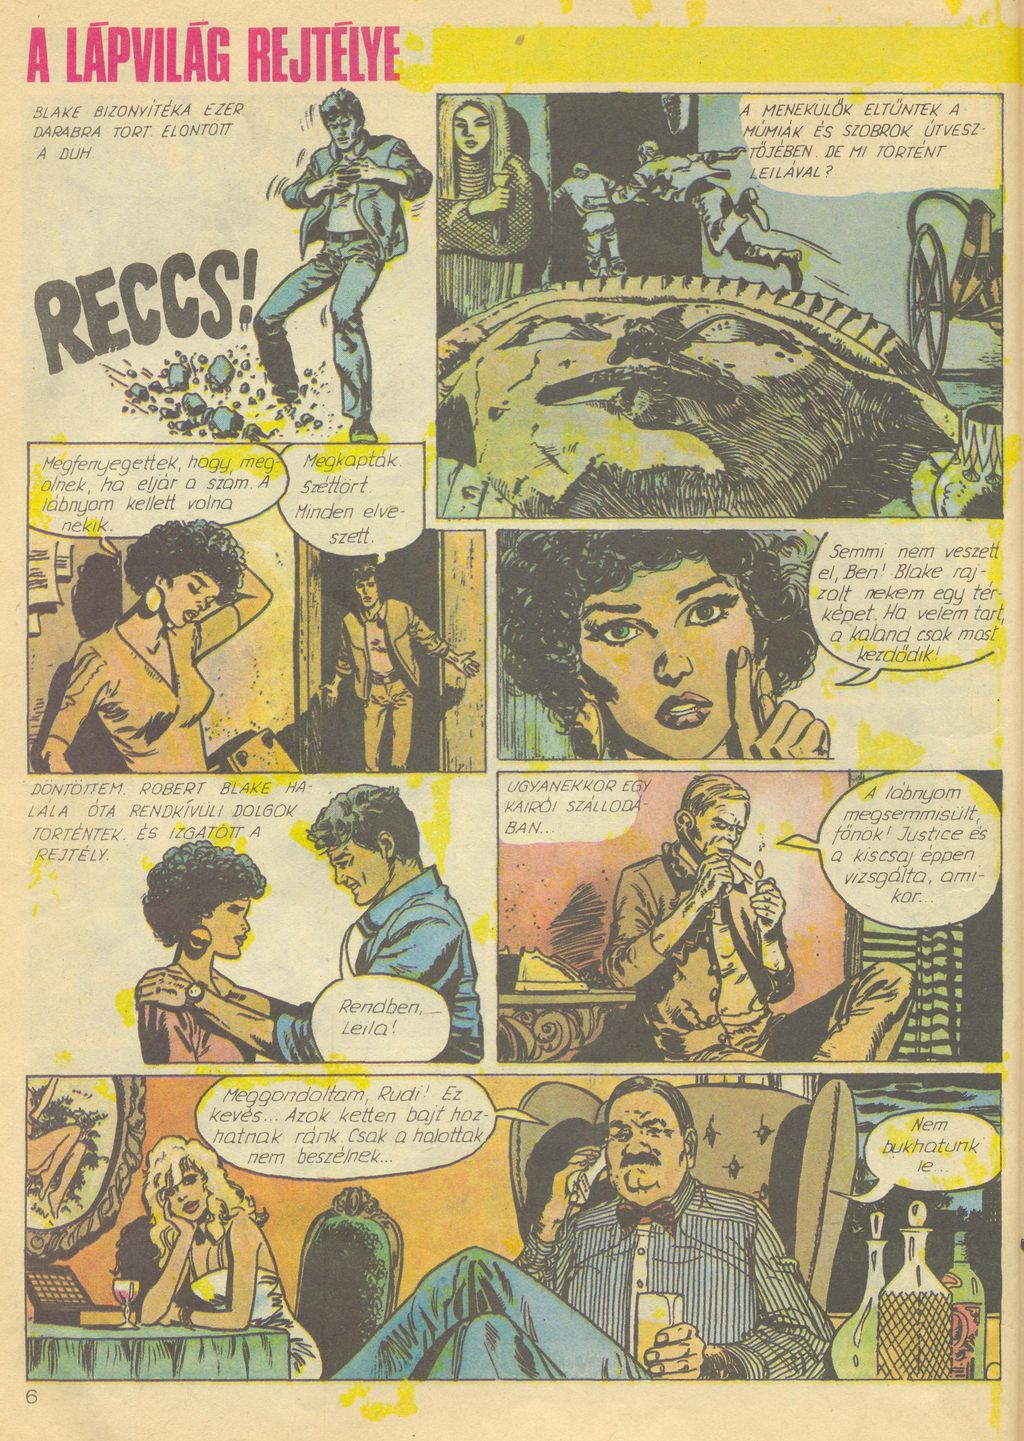 A LÁPVILÁG REJTÉLYE
BLAKE BIZONYÍTÉKA EZER
DARABRA TÖRT. ELÖNTÖTT
A DÜH.
RECCS!
A MENEKÜLŐK ELTŰNTEK A
MÚMIÁK ÉS SZOBROK ÚTVESZ-
TŐJÉBEN. DE MI TÖRTÉNT
LEILÁVAL?
Megfenyegettek, hogy meg-
ölnek, ha eljár a szám. A
lábnyom kellett volna
nekik.
Megkapták.
Széttört.
Minden elve-
szett.
Semmi nem veszett
el, Ben! Blake raj-
zolt nekem egy tér-
képet. Ha velem tart,
a kaland csak most
kezdődik!
DÖNTÖTTEM. ROBERT BLAKE HA-
LÁLA ÓTA RENDKÍVÜLI DOLGOK
TÖRTÉNTEK. ÉS IZGATOTT A
REJTÉLY.
Rendben,
Leila!
UGYANEKKOR EGY
KAIRÓI SZÁLLODÁ-
BAN...
A lábnyom
megsemmisült,
főnök! Justice és
a kiscsaj éppen
vizsgálta, ami-
kor...
Meggondoltam, Rudi! Ez
kevés... Azok ketten bajt hoz-
hatnak ránk. Csak a halottak
nem beszélnek...
Nem
bukhatunk
le...
6